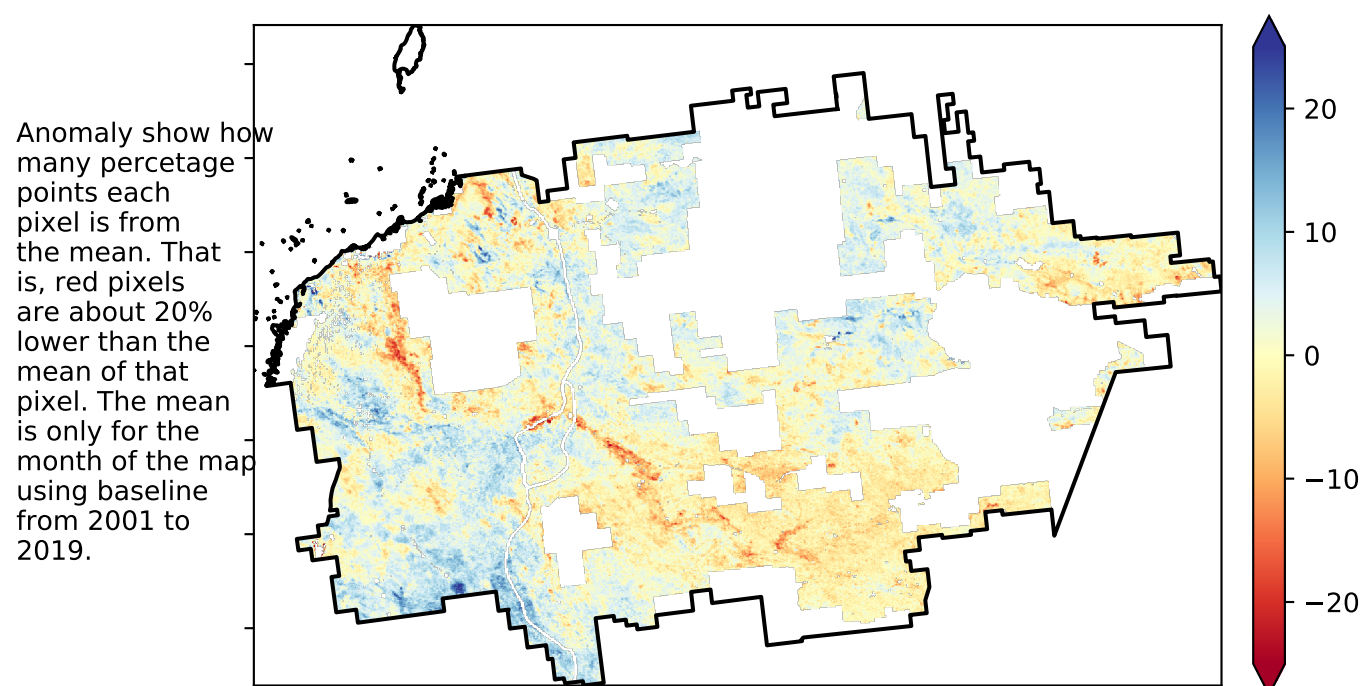 Anomaly show how
many percetage
points each
pixel is from
the mean. That
is, red pixels
are about 20%
lower than the
mean of that
pixel. The mean
is only for the
month of the map
using baseline
from 2001 to
2019.
20
10
0
−10
−20